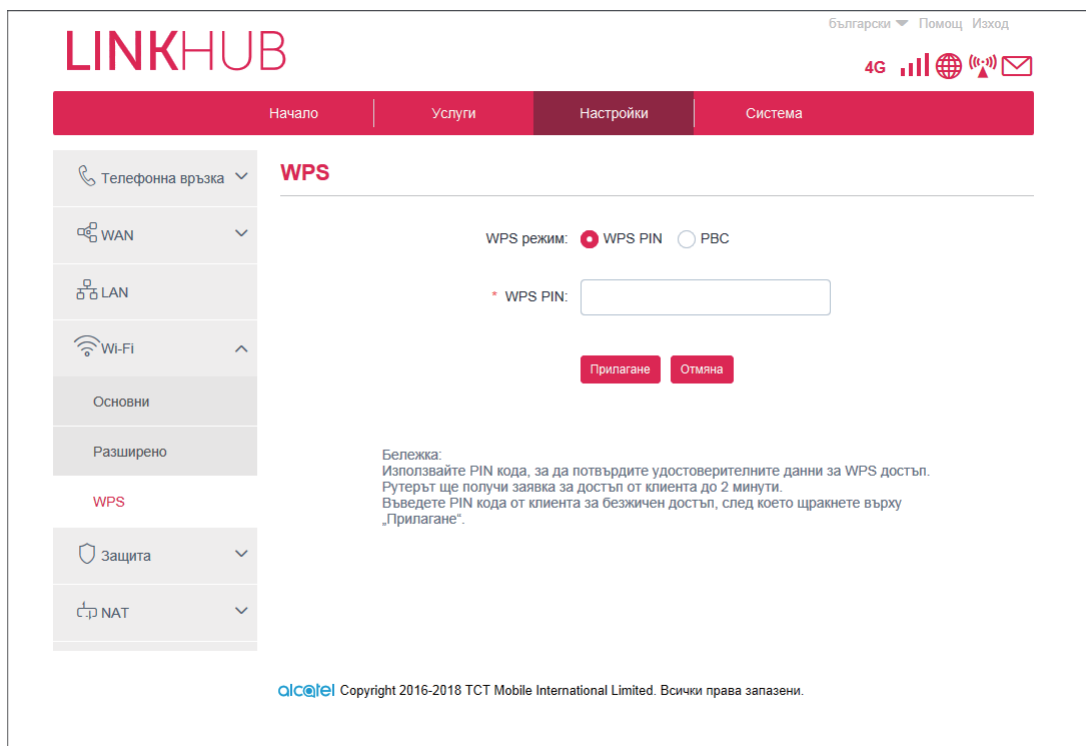 български Помощ Изход
LINKHUB
4G
Начало Услуги Настройки Система
Телефонна връзка
WAN
LAN
Wi-Fi
Основни
Разширено
WPS
Защита
NAT
WPS
WPS режим: WPS PIN PBC
* WPS PIN:
Прилагане Отмяна
Бележка:
Използвайте PIN кода, за да потвърдите удостоверителните данни за WPS достъп.
Рутерът ще получи заявка за достъп от клиента до 2 минути.
Въведете PIN кода от клиента за безжичен достъп, след което щракнете върху
„Прилагане“.
alcatel Copyright 2016-2018 TCT Mobile International Limited. Всички права запазени.